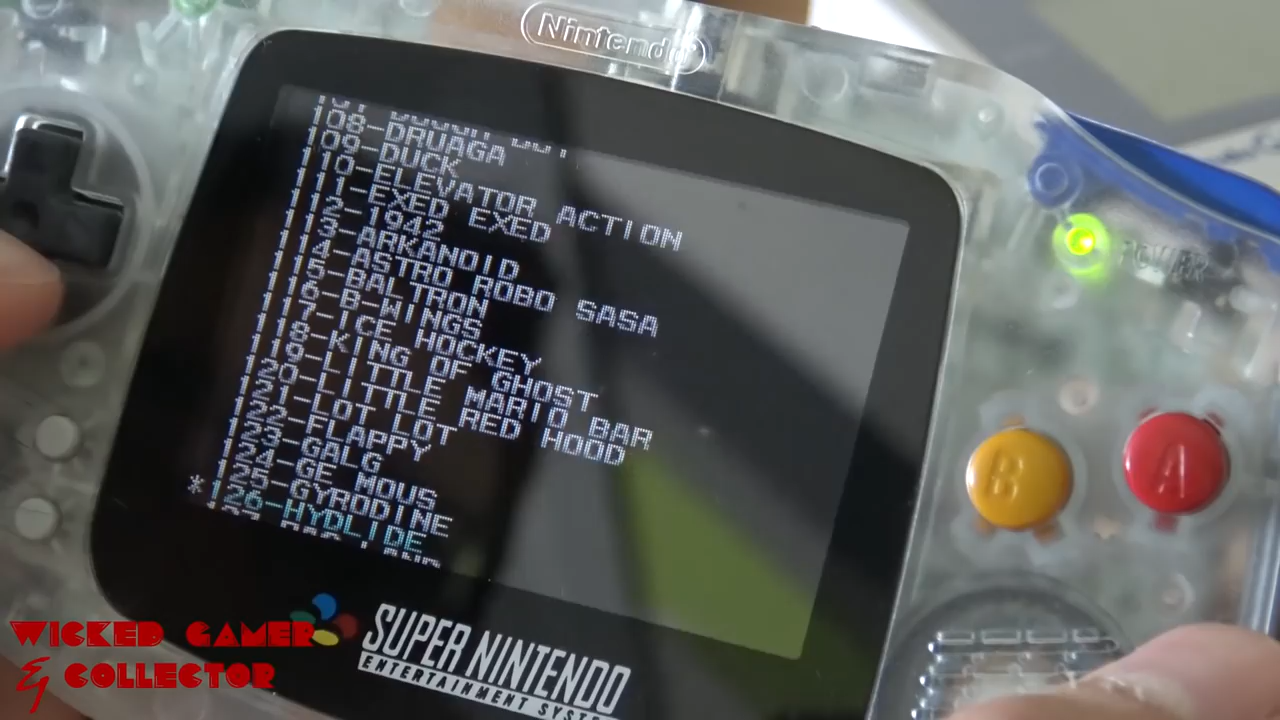 Nintendo
108-DRUAGA
109-DUCK
110-ELEVATOR ACTION
111-EXED EXED
112-1942
113-ARKANOID
114-ASTRO ROBO SASA
115-BALTRON
116-B-WINGS
117-ICE HOCKEY
118-KING OF GHOST
119-LITTLE MARIO BAR
120-LITTLE RED HOOD
121-LOT LOT
122-FLAPPY
123-GALG
124-GE MOUS
125-GYRODINE
*126-HYDLIDE
POWER
B
A
WICKED GAMER
& COLLECTOR
SUPER NINTENDO
ENTERTAINMENT SYSTEM